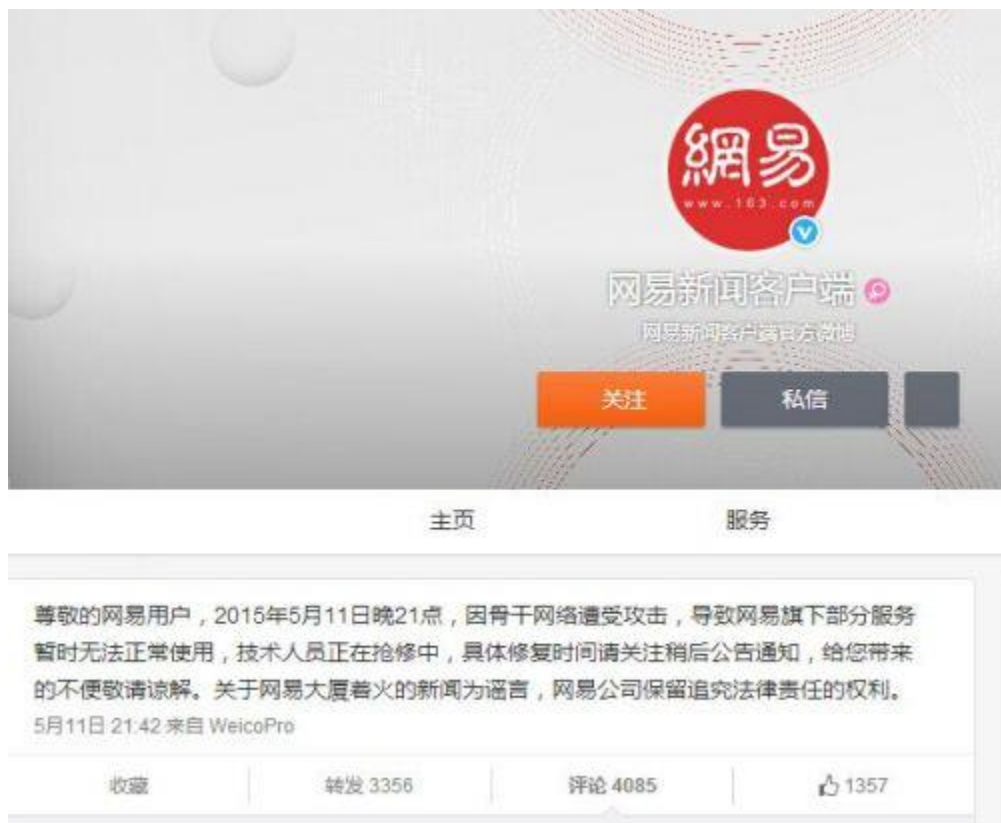 網易
www.163.com
网易新闻客户端
网易新闻客户端官方微博
关注
私信
主页
服务
尊敬的网易用户，2015年5月11日晚21点，因骨干网络遭受攻击，导致网易旗下部分服务
暂时无法正常使用，技术人员正在抢修中，具体修复时间请关注稍后公告通知，给您带来
的不便敬请谅解。关于网易大厦着火的新闻为谣言，网易公司保留追究法律责任的权利。
5月11日 21:42 来自 WeicoPro
收藏
转发 3356
评论 4085
1357